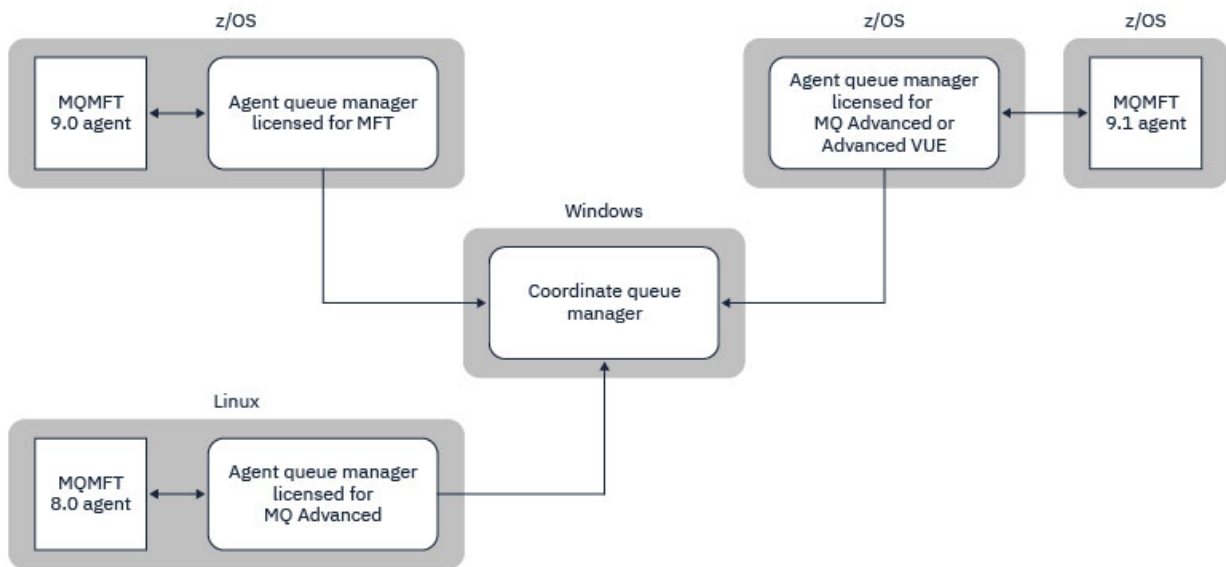 z/OS
MQMFT
9.0 agent
Agent queue manager
licensed for MFT
z/OS
Agent queue manager
licensed for
MQ Advanced or
Advanced VUE
z/OS
MQMFT
9.1 agent
Windows
Coordinate queue
manager
Linux
MQMFT
8.0 agent
Agent queue manager
licensed for
MQ Advanced